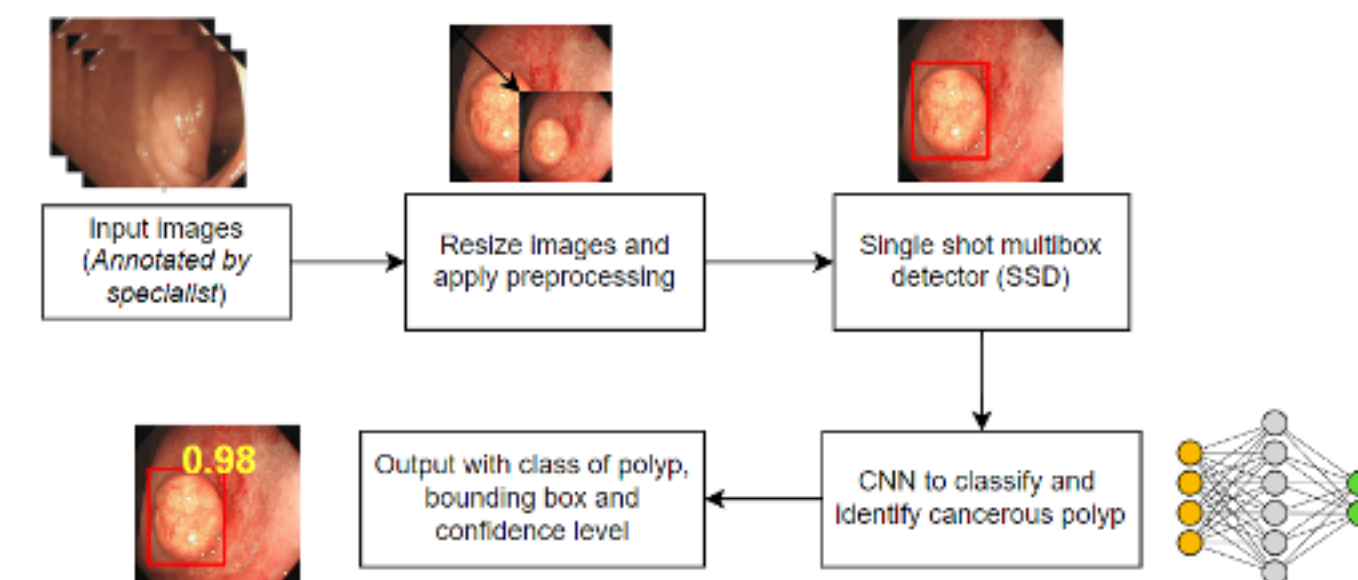 Input images
(Annotated by
specialist)
Resize images and
apply preprocessing
Single shot multibox
detector (SSD)
0.98
Output with class of polyp,
bounding box and
confidence level
CNN to classify and
identify cancerous polyp